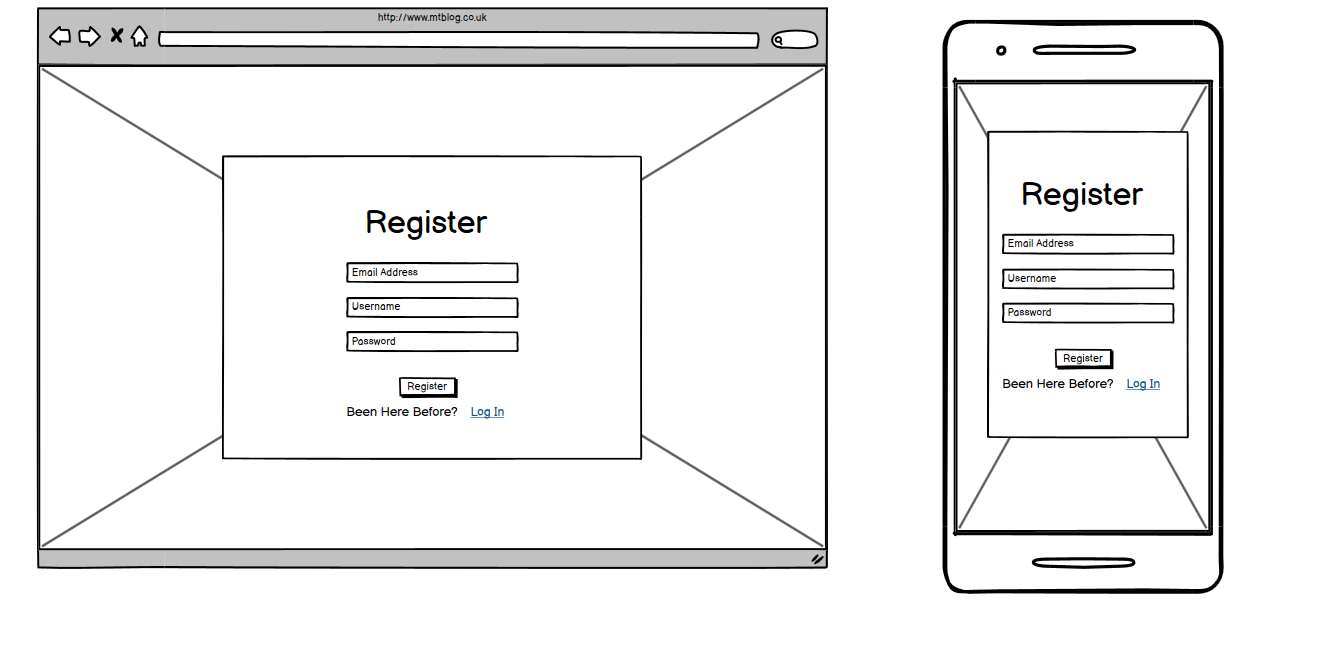 http://www.mtblog.co.uk
Register
Email Address
Username
Password
Register
Been Here Before? Log In
Register
Email Address
Username
Password
Register
Been Here Before? Log In